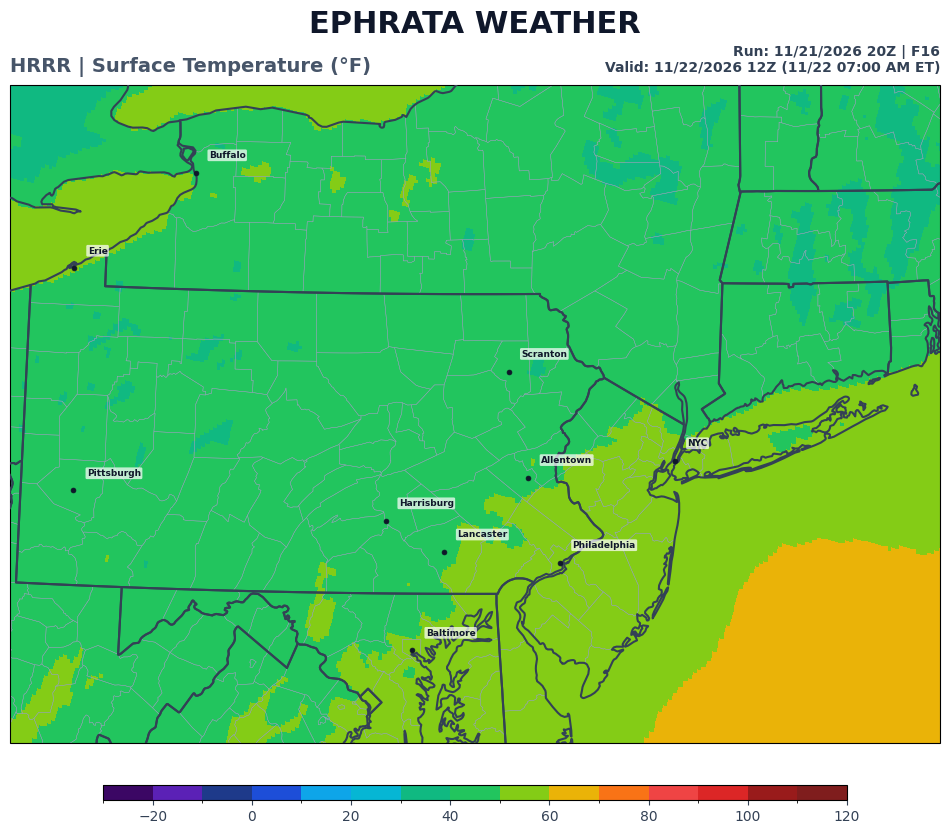 EPHRATA WEATHER
HRRR | Surface Temperature (°F)
Run: 11/21/2026 20Z | F16
Valid: 11/22/2026 12Z (11/22 07:00 AM ET)
Buffalo
Erie
Scranton
NYC
Allentown
Pittsburgh
Harrisburg
Lancaster
Philadelphia
Baltimore
−20 0 20 40 60 80 100 120